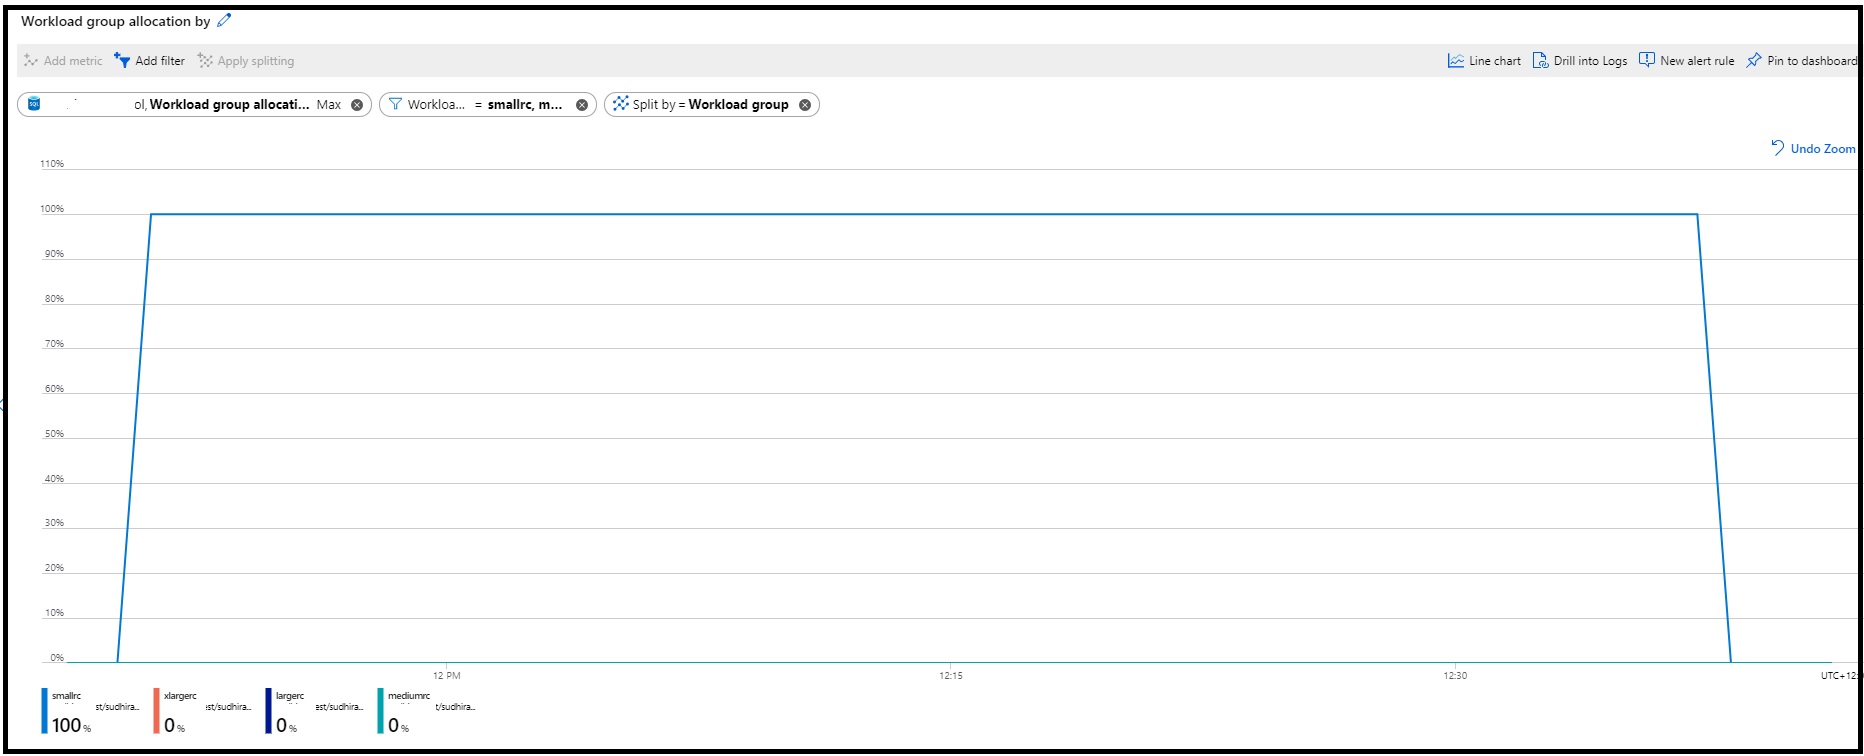 Workload group allocation by
Add metric Add filter Apply splitting Line chart Drill into Logs New alert rule Pin to dashboard
SQL ol, Workload group allocati... Max Workloa... = smallrc, m... Split by = Workload group
Undo Zoom
110%
100%
90%
80%
70%
60%
50%
40%
30%
20%
10%
0%
12 PM 12:15 12:30 UTC+12:
smallrc xlargerc largerc mediumrc
st/sudhira.. st/sudhira.. est/sudhira.. t/sudhira...
100% 0% 0% 0%